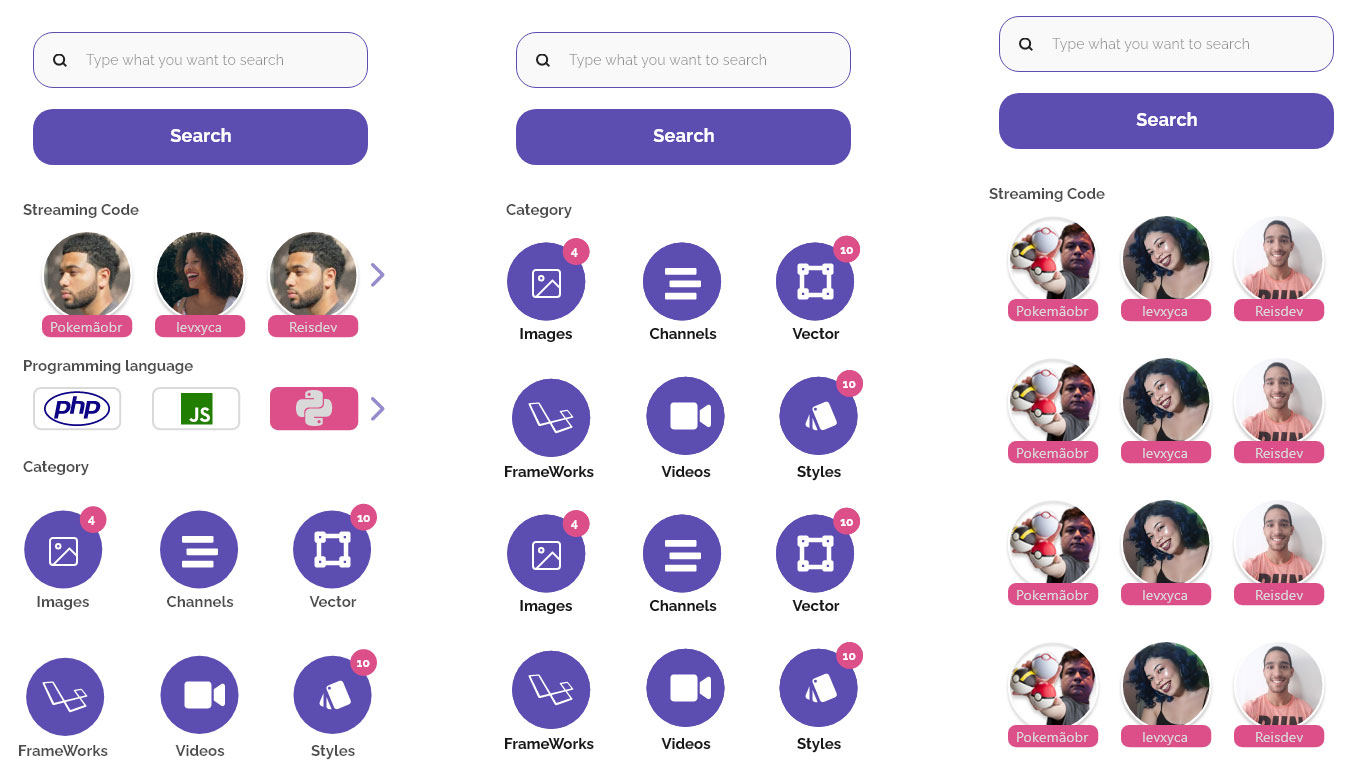 Type what you want to search
Search
Streaming Code
Pokemãobr levxyca Reisdev
Programming language
php JS
Category
4 10
Images Channels Vector
10
FrameWorks Videos Styles
Type what you want to search
Search
Category
4 10
Images Channels Vector
10
FrameWorks Videos Styles
4 10
Images Channels Vector
10
FrameWorks Videos Styles
Type what you want to search
Search
Streaming Code
Pokemãobr levxyca Reisdev
Pokemãobr levxyca Reisdev
Pokemãobr levxyca Reisdev
Pokemãobr levxyca Reisdev